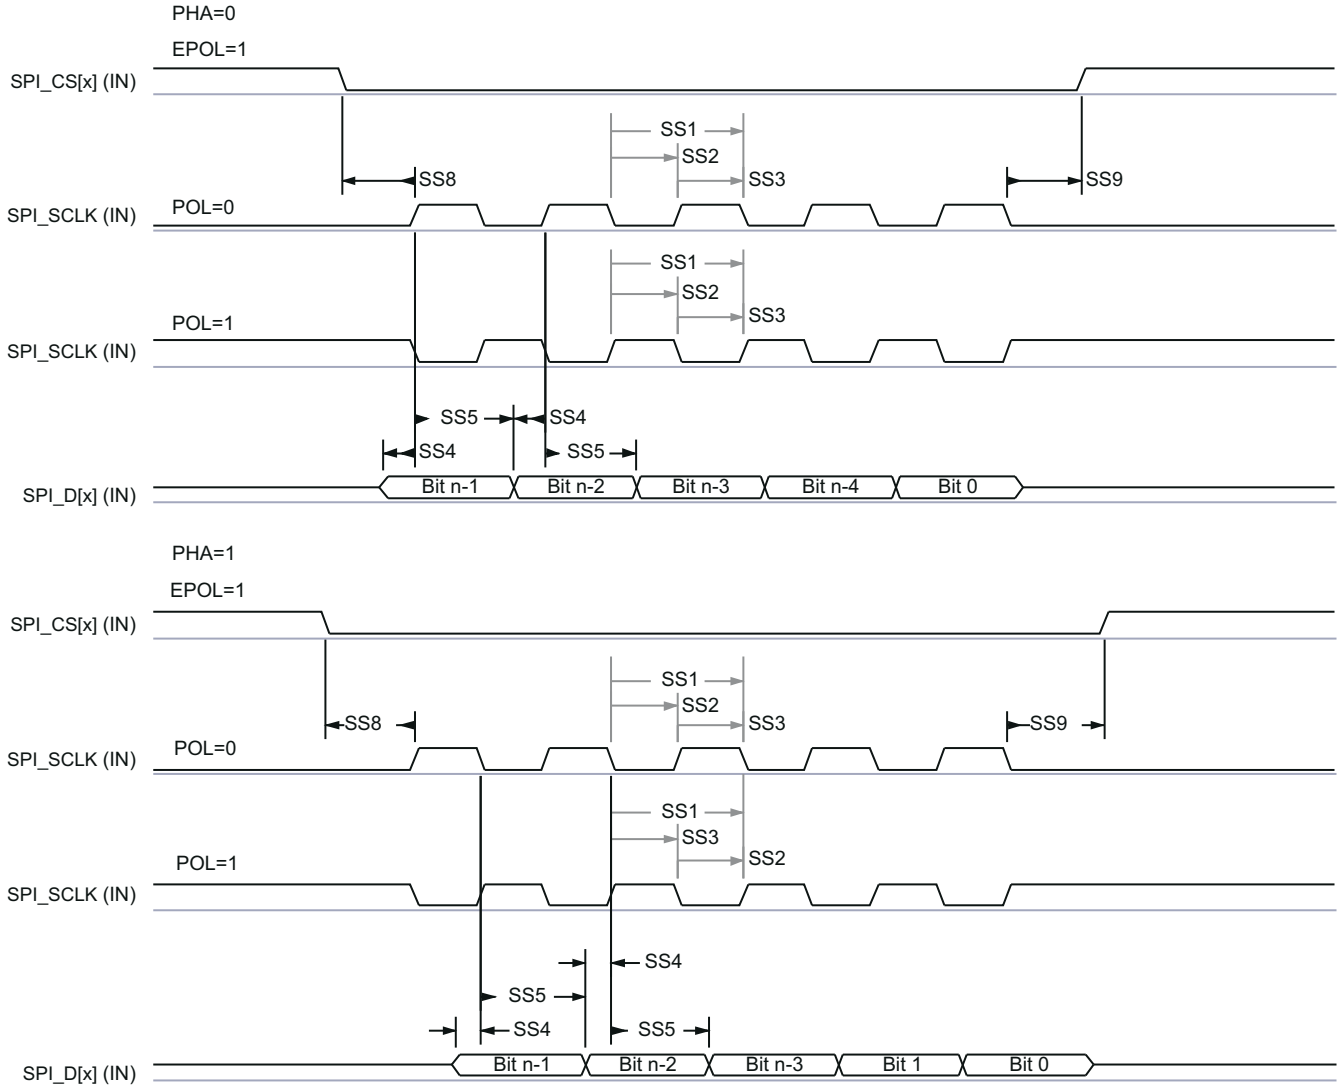 PHA=0
EPOL=1
SPI_CS[x] (IN)
SS1
SS2
SS8
SS3
SS9
SPI_SCLK (IN)
POL=0
SS1
SS2
SS3
POL=1
SPI_SCLK (IN)
SS5
SS4
SS4
SS5
SPI_D[x] (IN)
Bit n-1
Bit n-2
Bit n-3
Bit n-4
Bit 0
PHA=1
EPOL=1
SPI_CS[x] (IN)
SS1
SS2
SS8
SS3
SS9
POL=0
SPI_SCLK (IN)
SS1
SS3
SS2
POL=1
SPI_SCLK (IN)
SS4
SS5
SS4
SS5
SPI_D[x] (IN)
Bit n-1
Bit n-2
Bit n-3
Bit 1
Bit 0